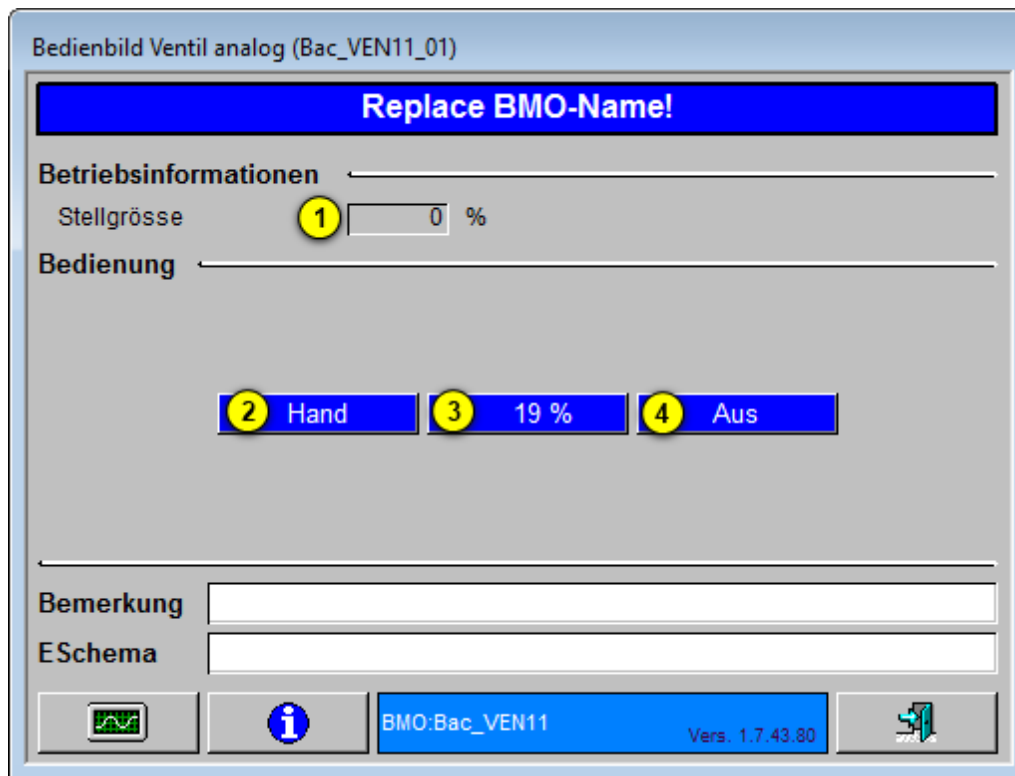 Bedienbild Ventil analog (Bac_VEN11_01)
Replace BMO-Name!
Betriebsinformationen
Stellgrösse 1 0 %
Bedienung
2 Hand 3 19 % 4 Aus
Bemerkung
ESchema
i BMO:Bac_VEN11 Vers. 1.7.43.80